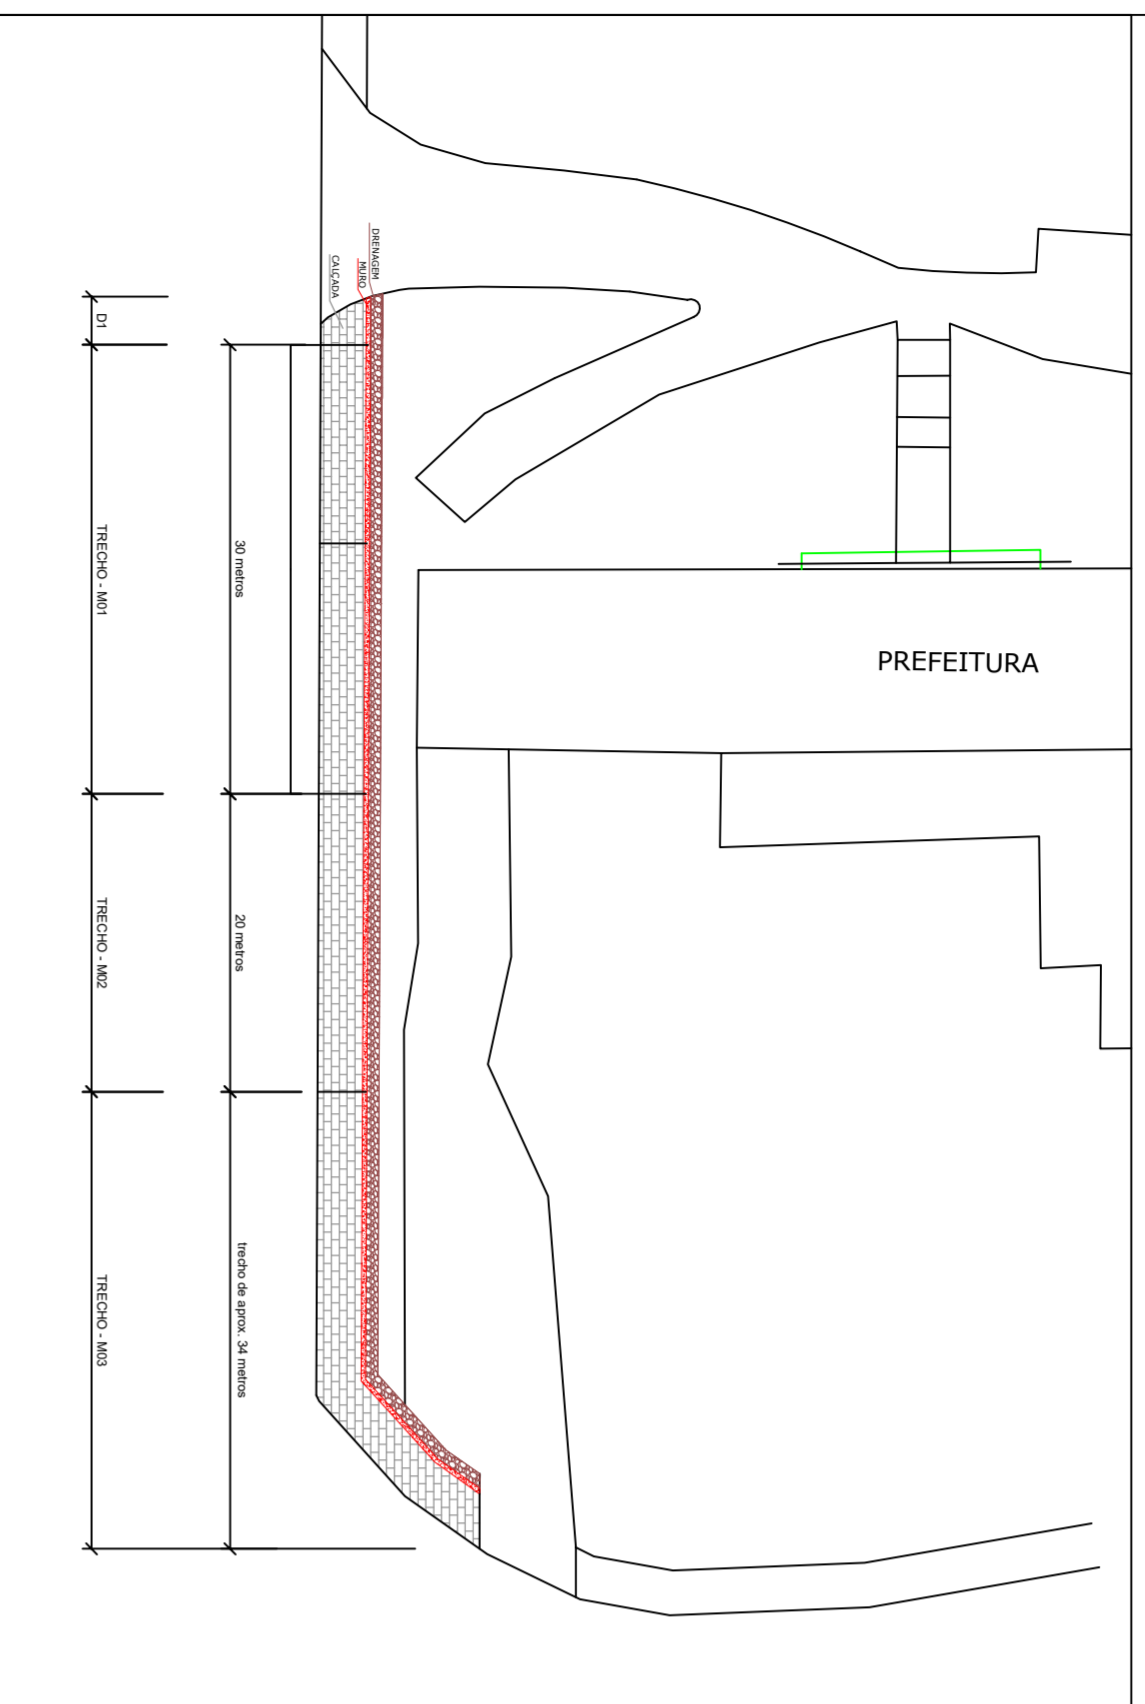 DRENAGEM
MURO
CALÇADA
D1
TRECHO - M01
30 metros
PREFEITURA
TRECHO - M02
20 metros
TRECHO - M03
trecho de aprox. 34 metros